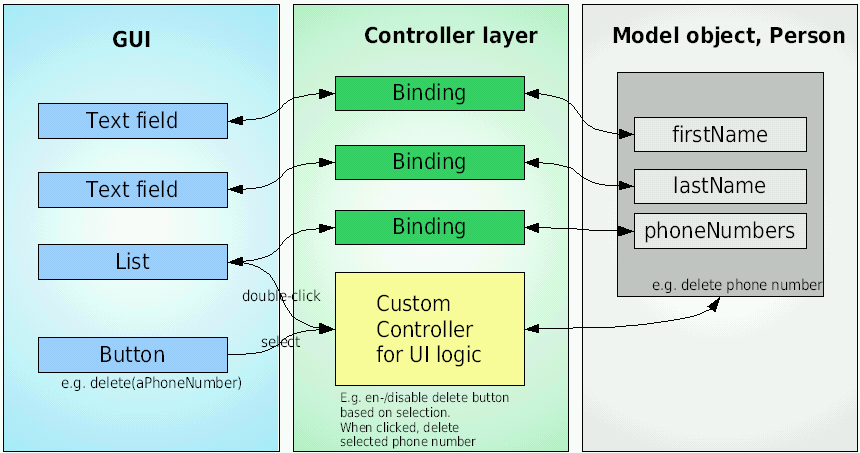 GUI
Text field
Text field
List
double-click
select
Button
e.g. delete(aPhoneNumber)
Controller layer
Binding
Binding
Binding
Custom
Controller
for UI logic
E.g. en-/disable delete button
based on selection.
When clicked, delete
selected phone number
Model object, Person
firstName
lastName
phoneNumbers
e.g. delete phone number